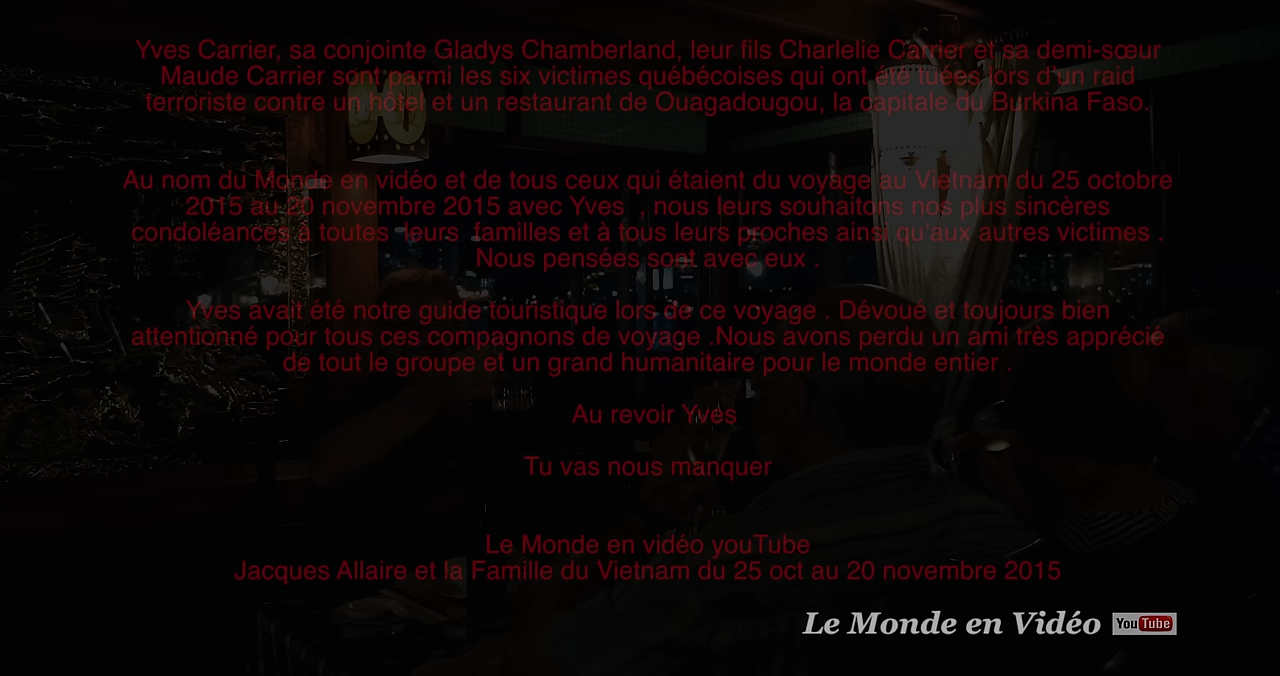 Yves Carrier, sa conjointe Gladys Chamberland, leur fils Charlelie Carrier et sa demi-sœur
Maude Carrier sont parmi les six victimes québécoises qui ont été tuées lors d'un raid
terroriste contre un hôtel et un restaurant de Ouagadougou, la capitale du Burkina Faso.
Au nom du Monde en vidéo et de tous ceux qui étaient du voyage au Vietnam du 25 octobre
2015 au 20 novembre 2015 avec Yves , nous leurs souhaitons nos plus sincères
condoléances à toutes leurs familles et à tous leurs proches ainsi qu'aux autres victimes .
Nous pensées sont avec eux .
Yves avait été notre guide touristique lors de ce voyage . Dévoué et toujours bien
attentionné pour tous ces compagnons de voyage .Nous avons perdu un ami très apprécié
de tout le groupe et un grand humanitaire pour le monde entier .
Au revoir Yves
Tu vas nous manquer
Le Monde en vidéo youTube
Jacques Allaire et la Famille du Vietnam du 25 oct au 20 novembre 2015
Le Monde en Vidéo YouTube